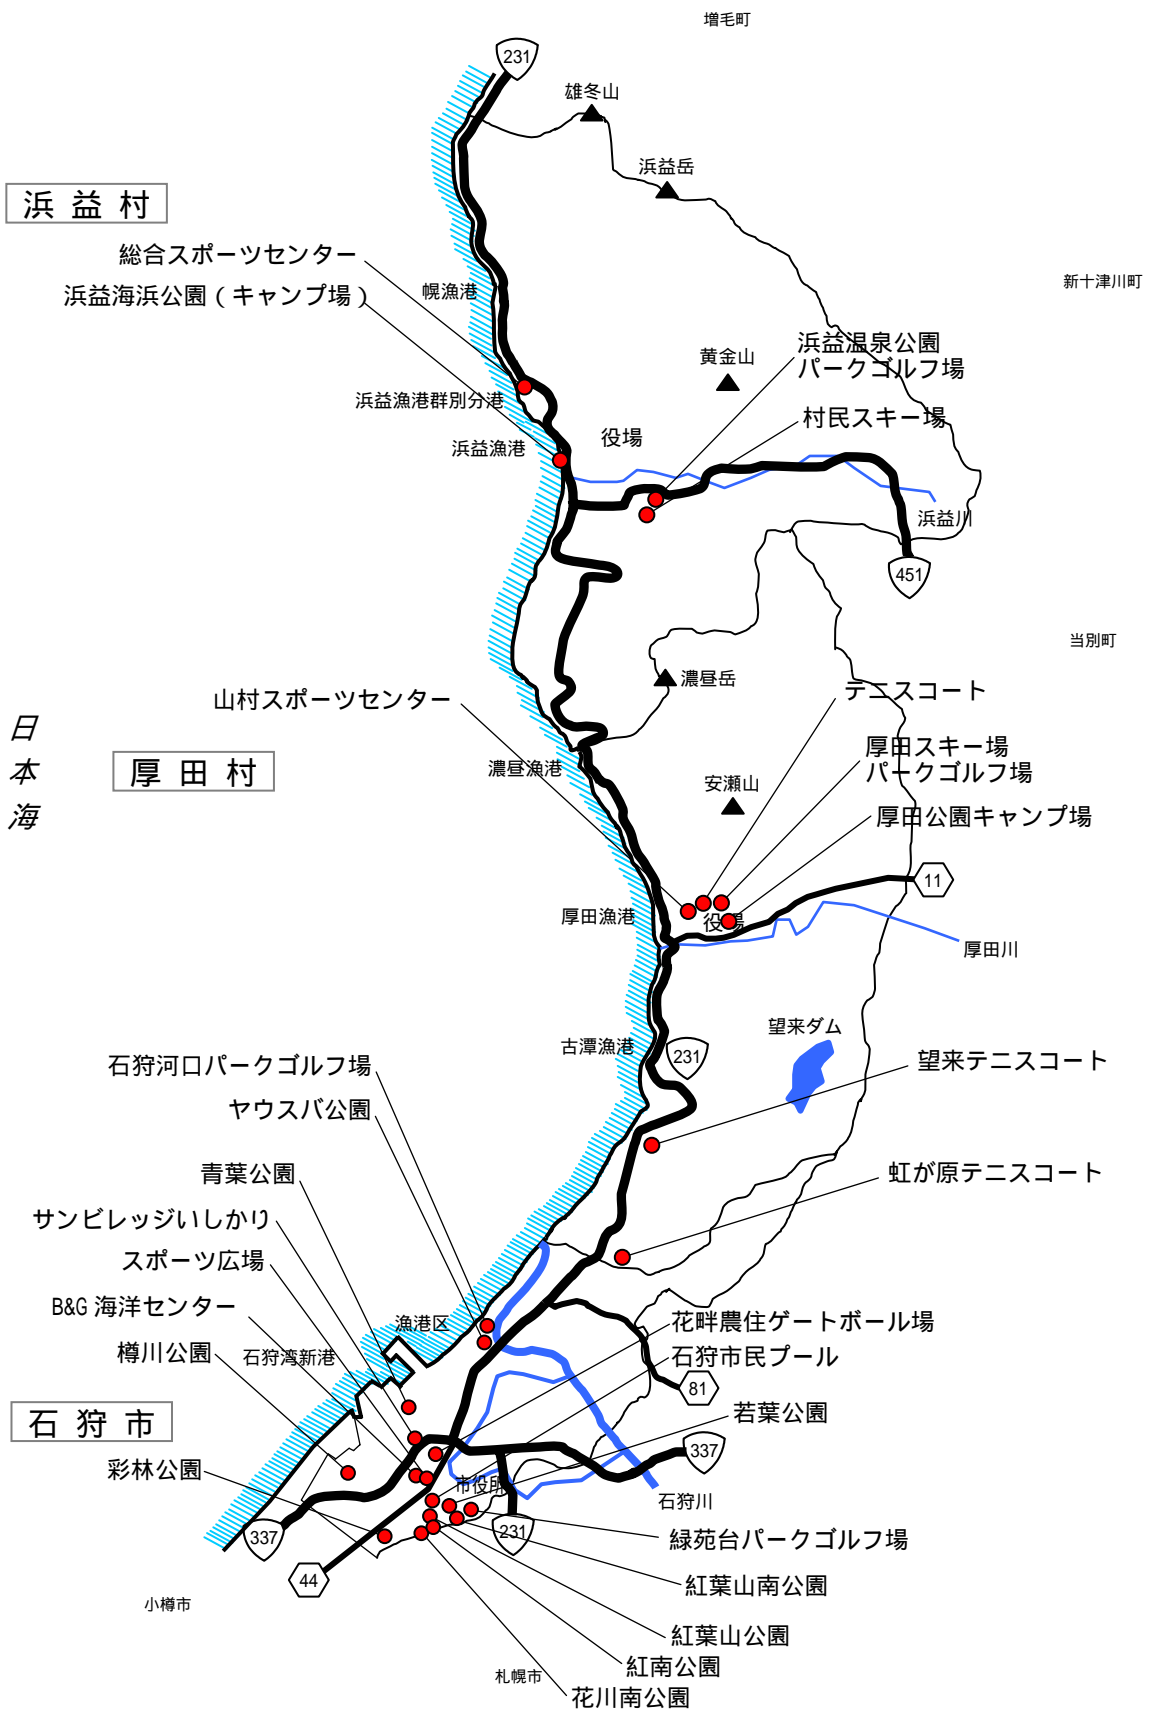 増毛町
231
雄冬山
浜益岳
浜益村
総合スポーツセンター
浜益海浜公園（キャンプ場）
幌漁港
新十津川町
浜益温泉公園
パークゴルフ場
黄金山
浜益漁港群別分港
村民スキー場
役場
浜益漁港
浜益川
451
当別町
濃昼岳
テニスコート
山村スポーツセンター
日本海
厚田村
濃昼漁港
厚田スキー場
パークゴルフ場
安瀬山
厚田公園キャンプ場
11
厚田漁港
役場
厚田川
望来ダム
古潭漁港
231
望来テニスコート
石狩河口パークゴルフ場
ヤウスバ公園
青葉公園
虹が原テニスコート
サンビレッジいしかり
スポーツ広場
B&G 海洋センター
漁港区
花畔農住ゲートボール場
樽川公園
石狩湾新港
石狩市民プール
81
石狩市
若葉公園
337
彩林公園
市役所
石狩川
337
231
緑苑台パークゴルフ場
44
紅葉山南公園
小樽市
紅葉山公園
札幌市
紅南公園
花川南公園